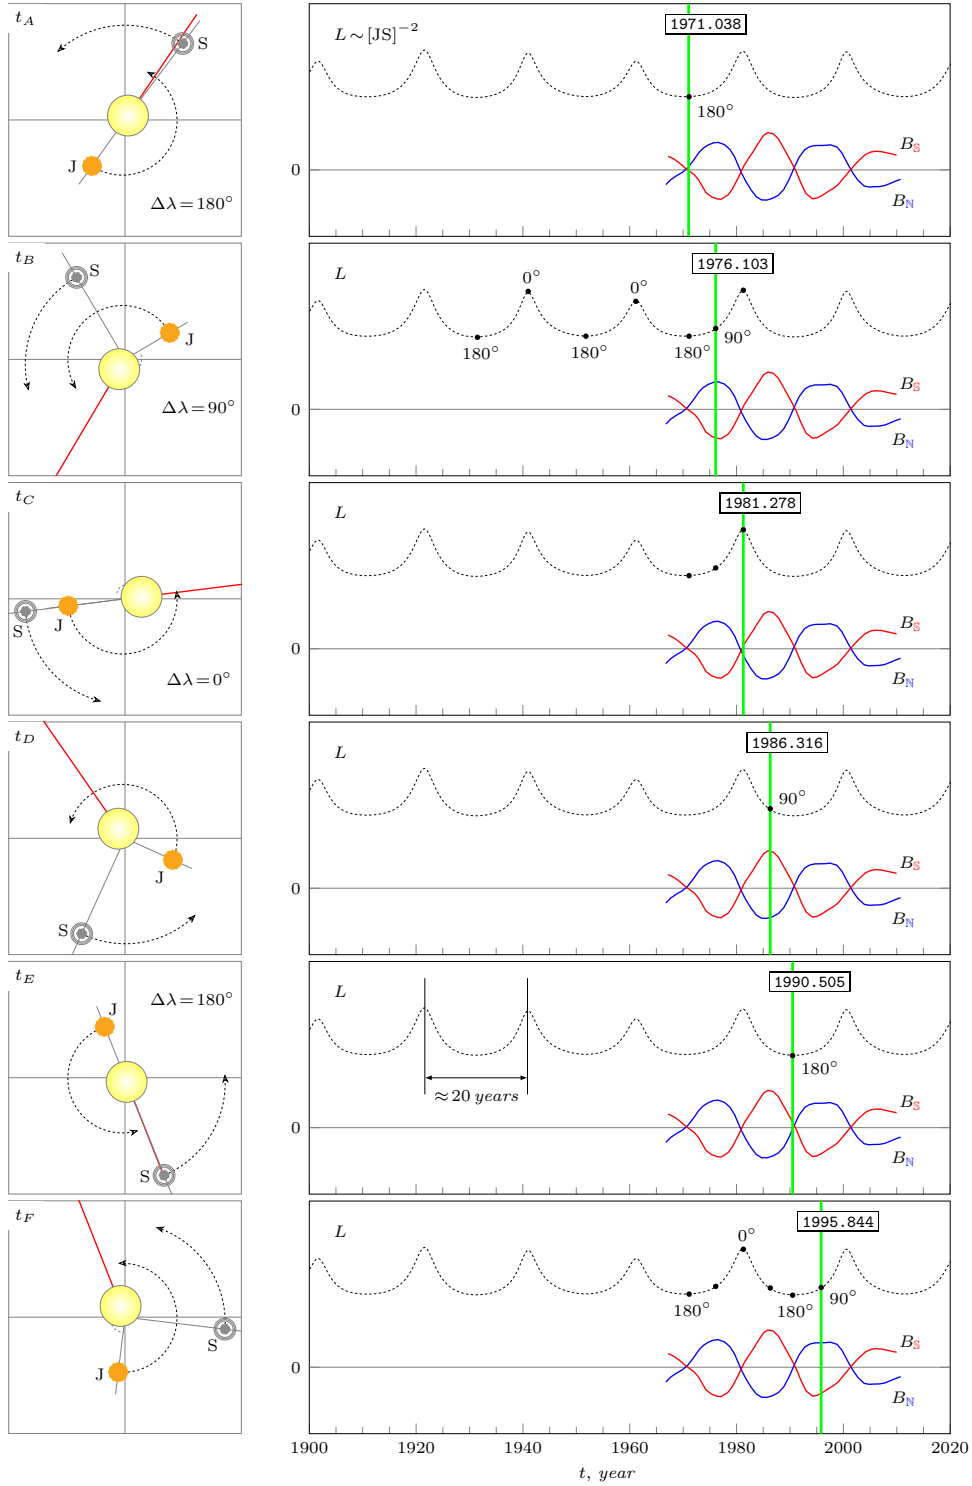 t_A
S
J
Δλ=180°
L∼[JS]⁻²
1971.038
180°
0
B_𝕊
B_ℕ
t_B
S
J
Δλ=90°
L
1976.103
0°
0°
180°
180°
180°
90°
0
B_𝕊
B_ℕ
t_C
S
J
Δλ=0°
L
1981.278
0
B_𝕊
B_ℕ
t_D
J
S
L
1986.316
90°
0
B_𝕊
B_ℕ
t_E
J
Δλ=180°
S
L
1990.505
≈20 years
180°
0
B_𝕊
B_ℕ
t_F
S
J
L
1995.844
0°
180°
180°
90°
0
B_𝕊
B_ℕ
1900 1920 1940 1960 1980 2000 2020
t, year